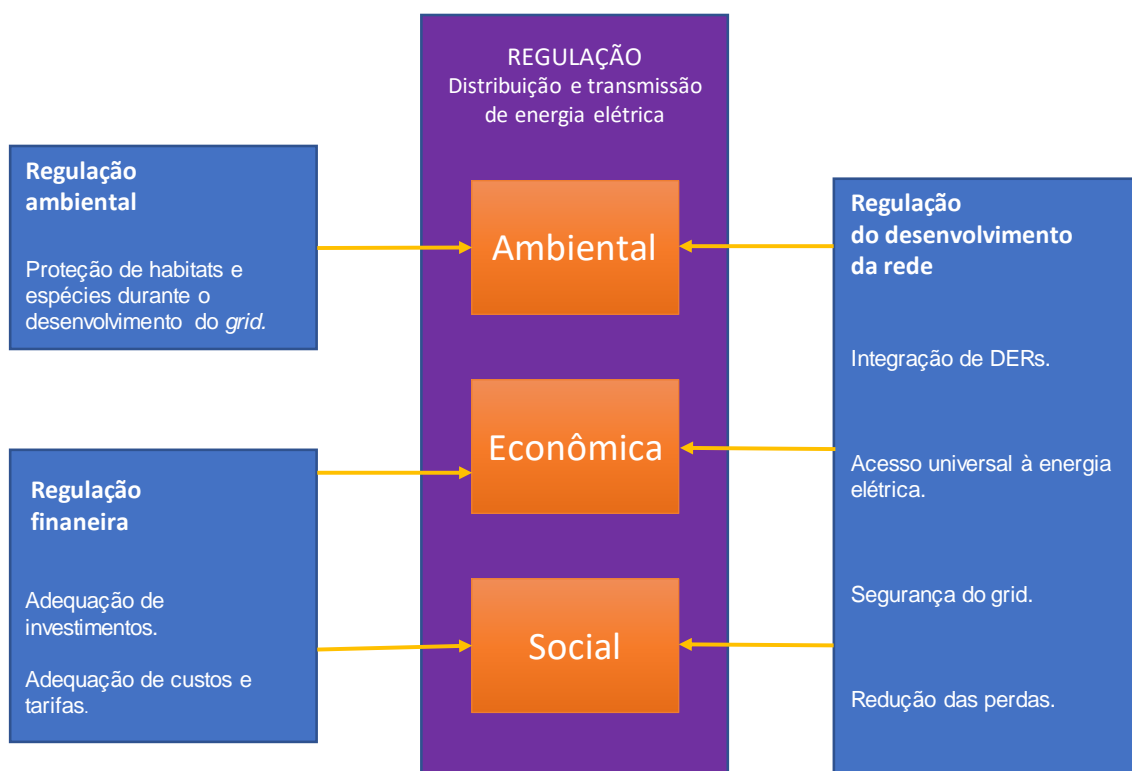 REGULAÇÃO
Distribuição e transmissão
de energia elétrica
Regulação
ambiental
Proteção de habitats e
espécies durante o
desenvolvimento do grid.
Regulação
finaneira
Adequação de
investimentos.
Adequação de custos e
tarifas.
Ambiental
Econômica
Social
Regulação
do desenvolvimento
da rede
Integração de DERs.
Acesso universal à energia
elétrica.
Segurança do grid.
Redução das perdas.